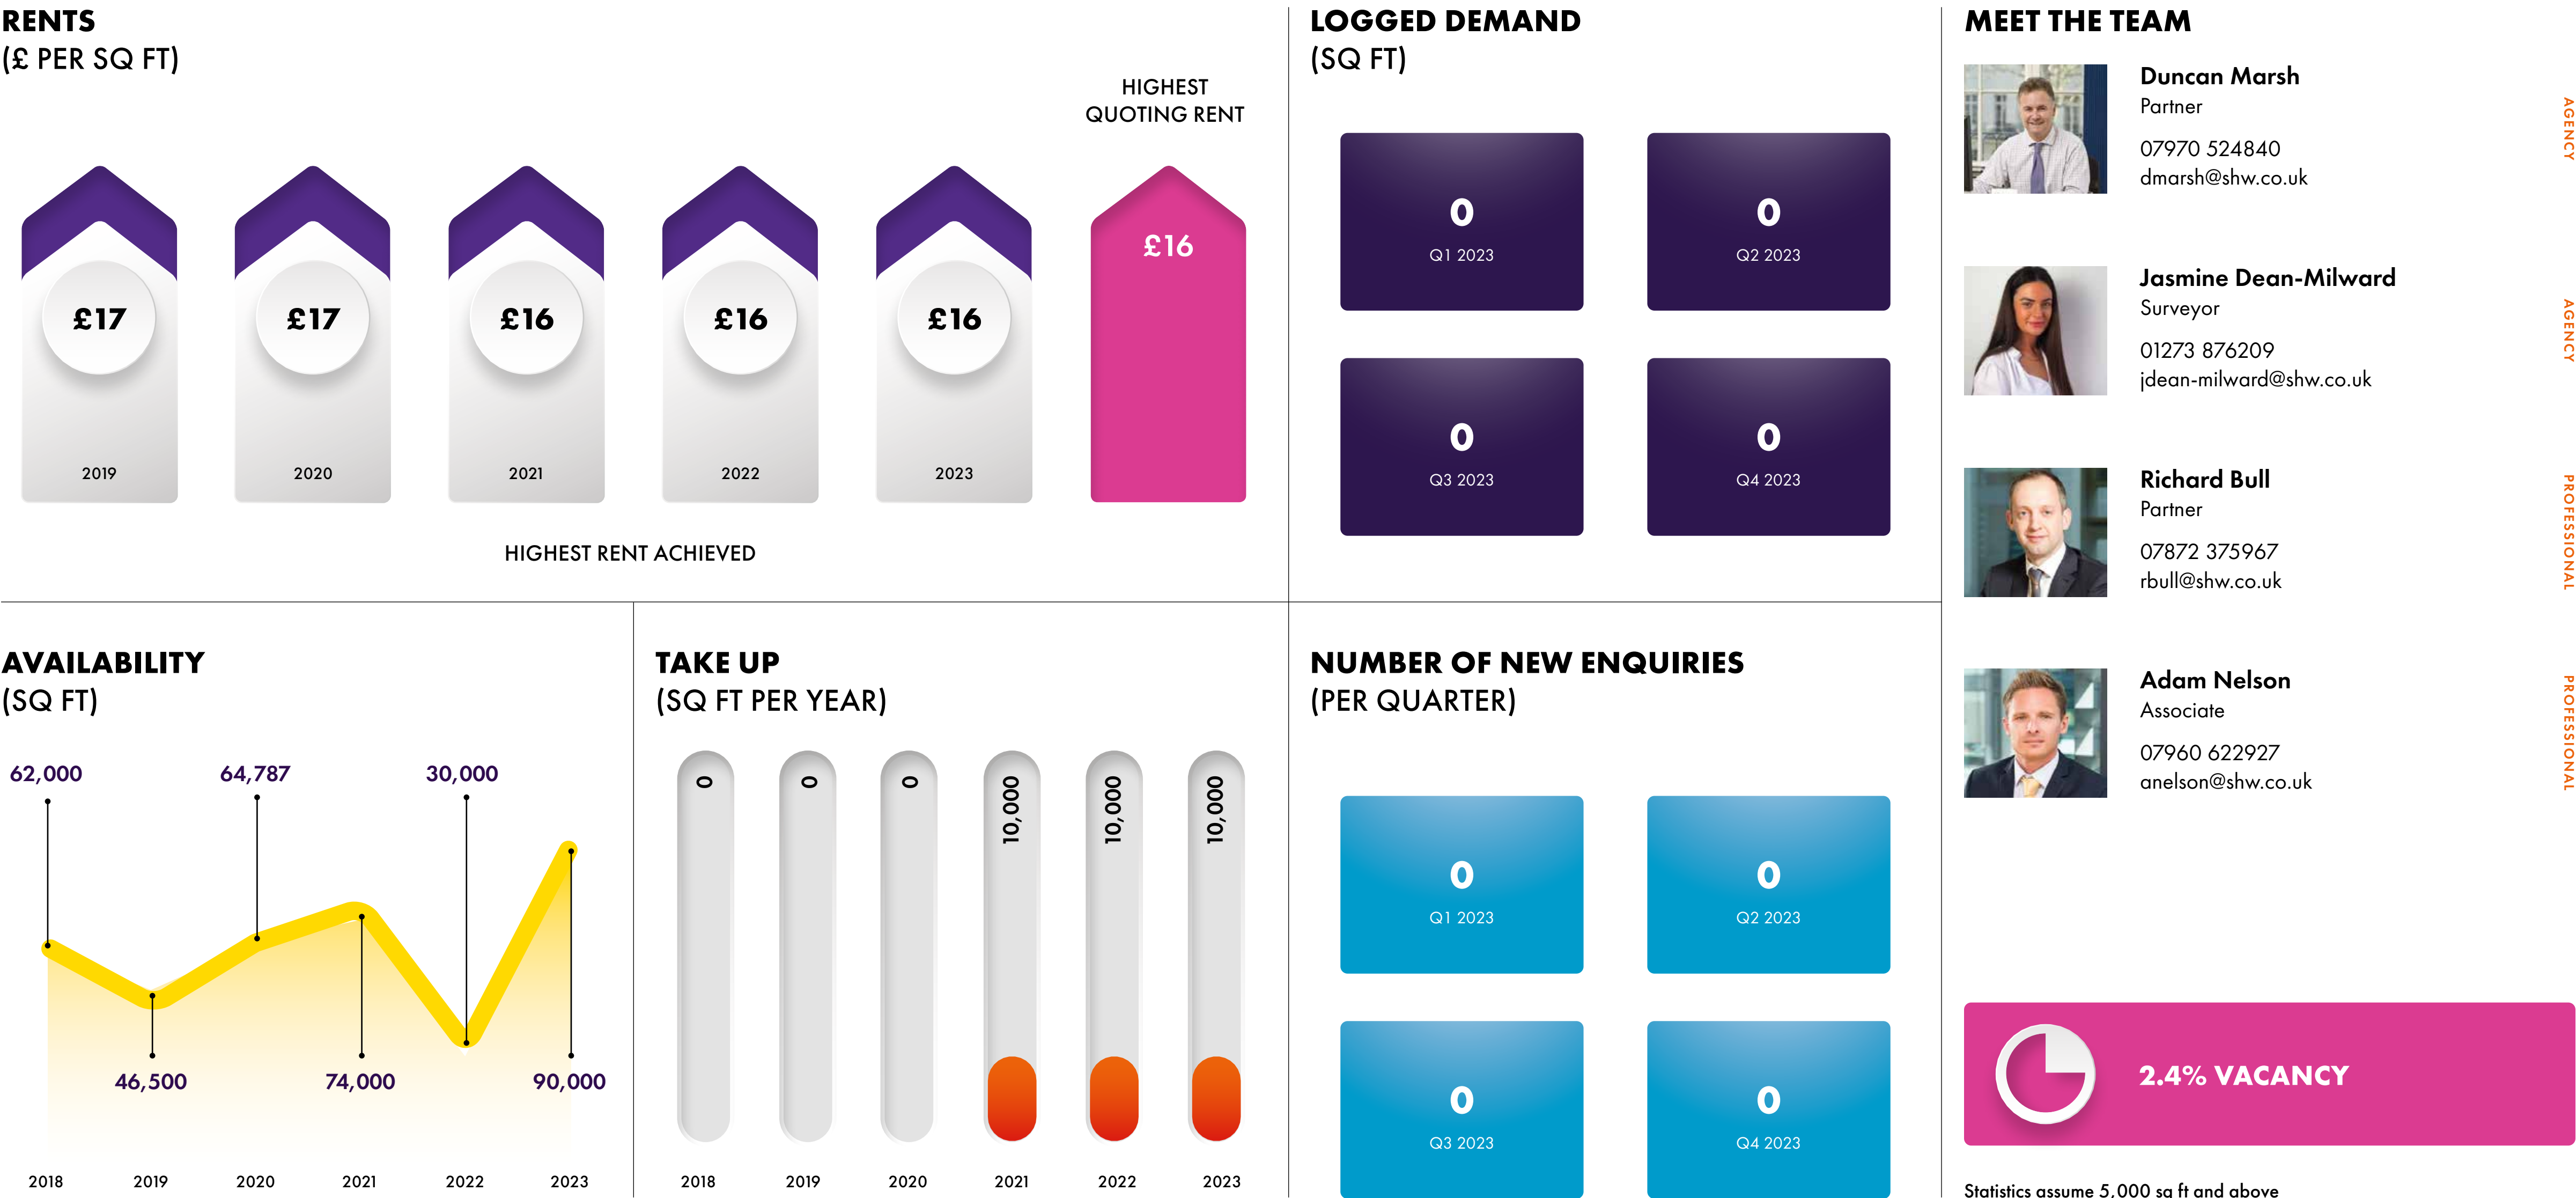 RENTS
(£ PER SQ FT)
HIGHEST
QUOTING RENT
£17
£17
£16
£16
£16
£16
2019
2020
2021
2022
2023
HIGHEST RENT ACHIEVED
LOGGED DEMAND
(SQ FT)
0
Q1 2023
0
Q2 2023
0
Q3 2023
0
Q4 2023
AVAILABILITY
(SQ FT)
62,000
64,787
30,000
46,500
74,000
90,000
2018
2019
2020
2021
2022
2023
TAKE UP
(SQ FT PER YEAR)
0
0
0
10,000
10,000
10,000
2018
2019
2020
2021
2022
2023
NUMBER OF NEW ENQUIRIES
(PER QUARTER)
0
Q1 2023
0
Q2 2023
0
Q3 2023
0
Q4 2023
MEET THE TEAM
Duncan Marsh
Partner
07970 524840
dmarsh@shw.co.uk
AGENCY
Jasmine Dean-Milward
Surveyor
01273 876209
jdean-milward@shw.co.uk
AGENCY
Richard Bull
Partner
07872 375967
rbull@shw.co.uk
PROFESSIONAL
Adam Nelson
Associate
07960 622927
anelson@shw.co.uk
PROFESSIONAL
2.4% VACANCY
Statistics assume 5,000 sq ft and above